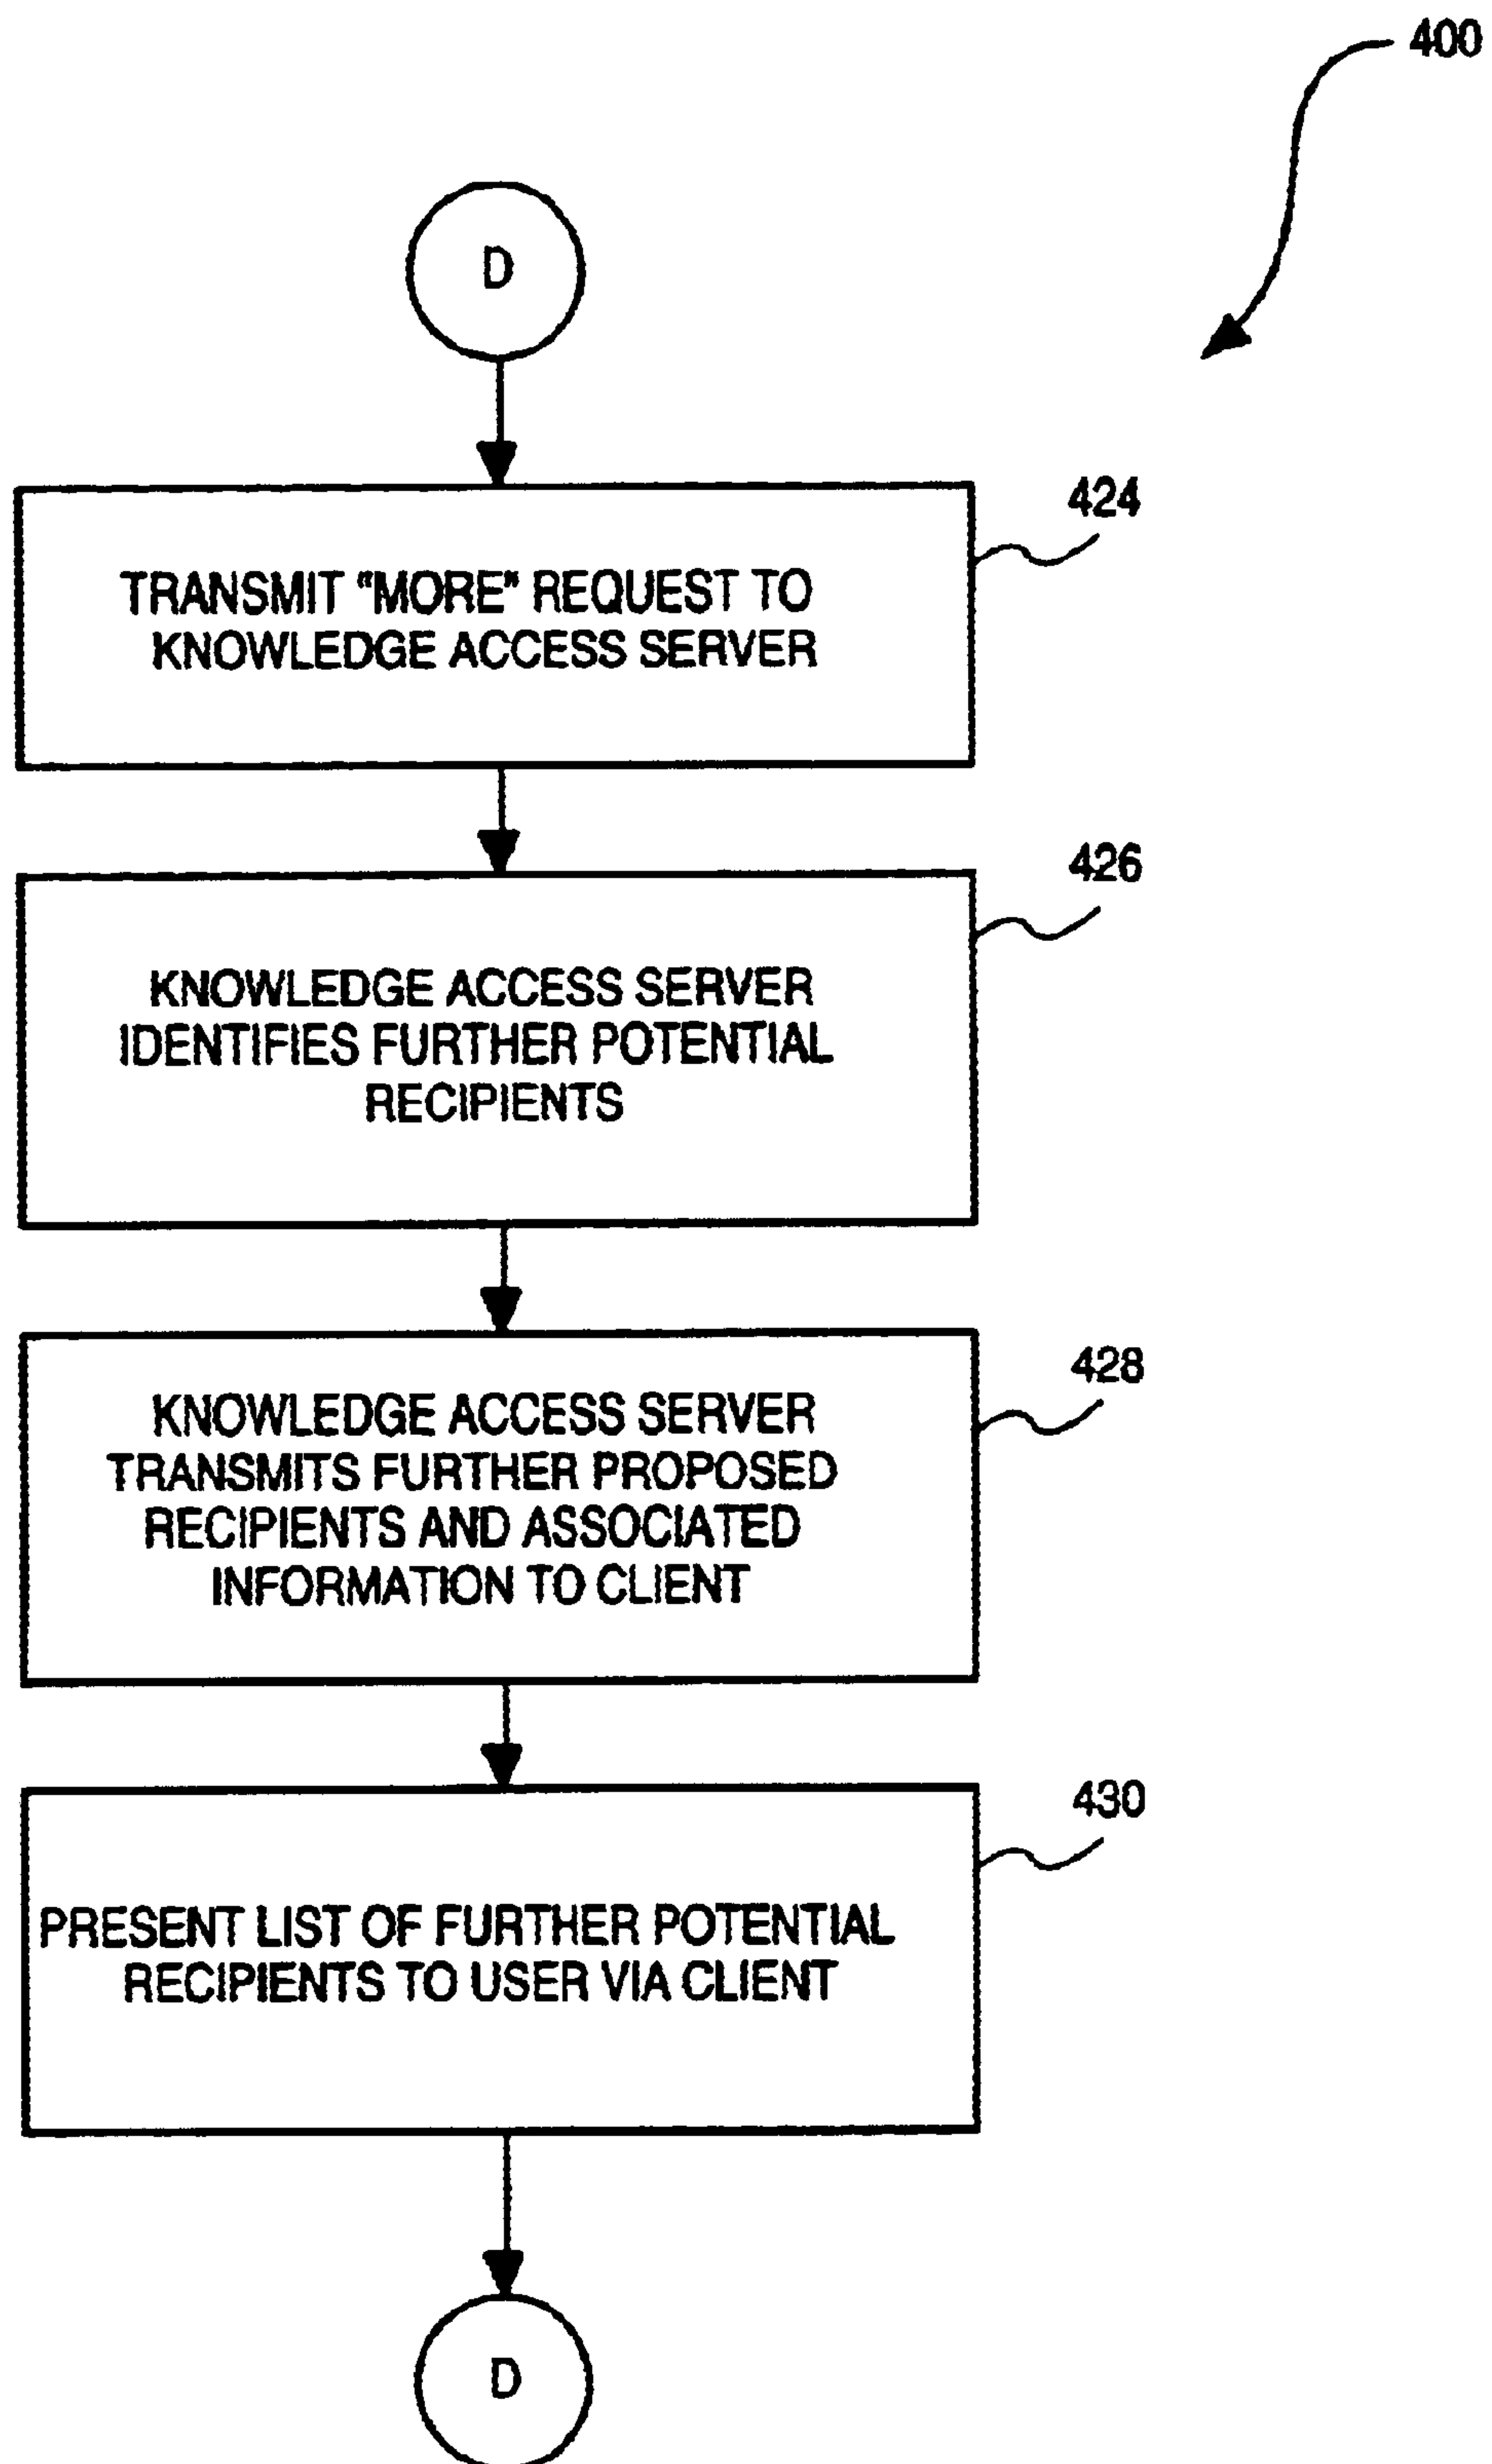 400
D
424
TRANSMIT "MORE" REQUEST TO
KNOWLEDGE ACCESS SERVER
426
KNOWLEDGE ACCESS SERVER
IDENTIFIES FURTHER POTENTIAL
RECIPIENTS
428
KNOWLEDGE ACCESS SERVER
TRANSMITS FURTHER PROPOSED
RECIPIENTS AND ASSOCIATED
INFORMATION TO CLIENT
430
PRESENT LIST OF FURTHER POTENTIAL
RECIPIENTS TO USER VIA CLIENT
D